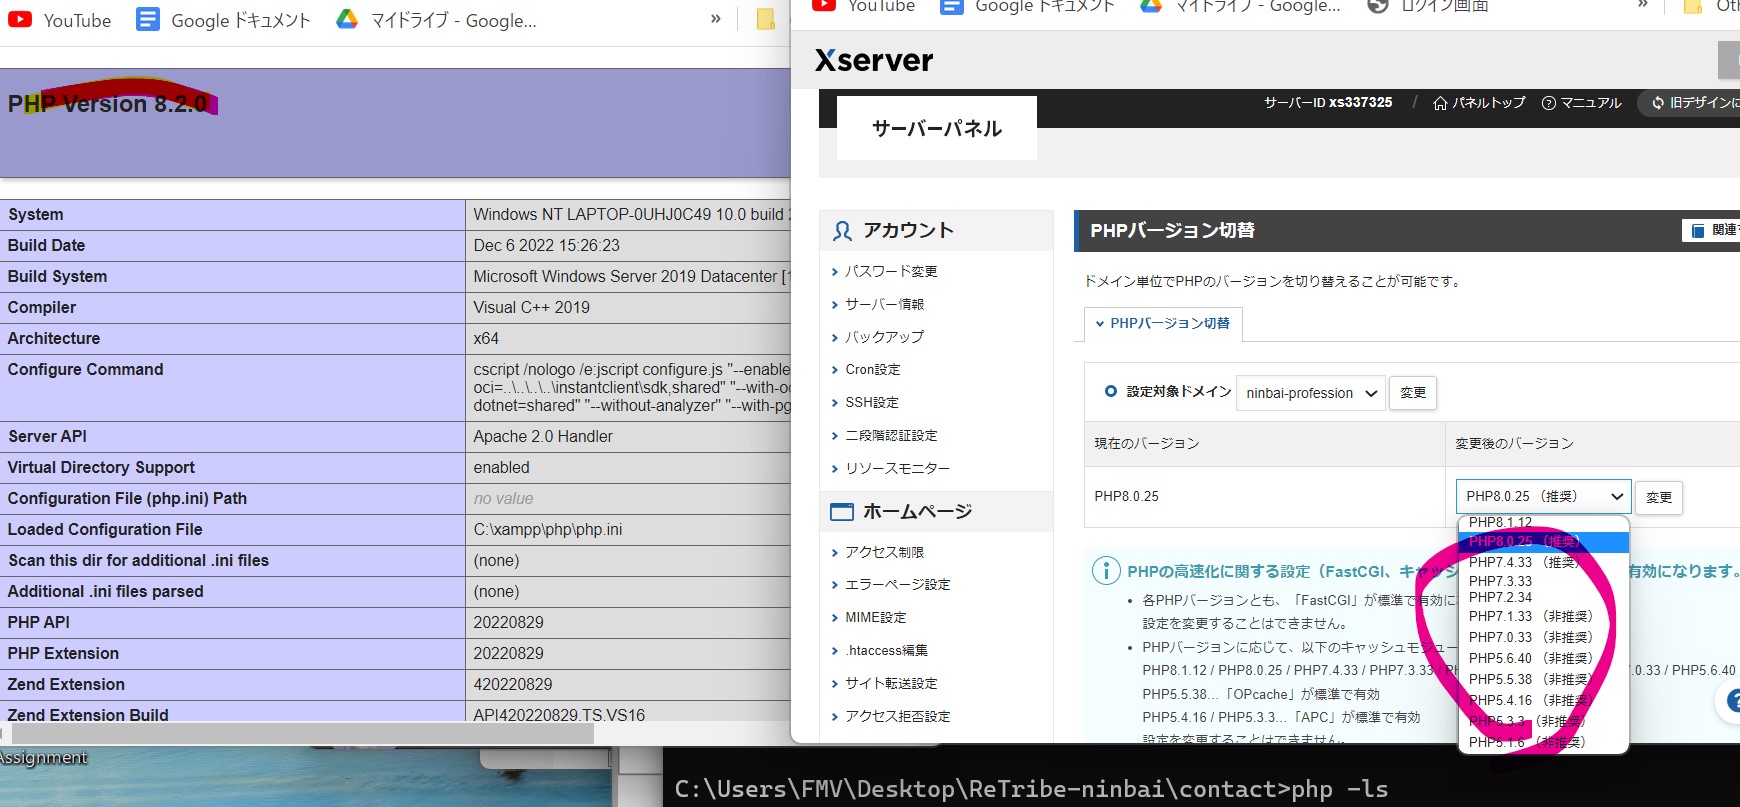 YouTube
Google ドキュメント
マイドライブ - Google...
»
PHP Version 8.2.0
System
Windows NT LAPTOP-0UHJ0C49 10.0 build
Build Date
Dec 6 2022 15:26:23
Build System
Microsoft Windows Server 2019 Datacenter [1
Compiler
Visual C++ 2019
Architecture
x64
Configure Command
cscript /nologo /e:jscript configure.js "--enable
oci=..\..\..\..\instantclient\sdk,shared" "--with-oc
dotnet=shared" "--without-analyzer" "--with-pg
Server API
Apache 2.0 Handler
Virtual Directory Support
enabled
Configuration File (php.ini) Path
no value
Loaded Configuration File
C:\xampp\php\php.ini
Scan this dir for additional .ini files
(none)
Additional .ini files parsed
(none)
PHP API
20220829
PHP Extension
20220829
Zend Extension
420220829
Zend Extension Build
API420220829,TS,VS16
Assignment
YouTube
Google ドキュメント
マイドライブ - Google...
ログイン画面
»
Oth
Xserver
サーバーID xs337325 / パネルトップ マニュアル 旧デザインに
サーバーパネル
アカウント
パスワード変更
サーバー情報
バックアップ
Cron設定
SSH設定
二段階認証設定
リソースモニター
ホームページ
アクセス制限
エラーページ設定
MIME設定
.htaccess編集
サイト転送設定
アクセス拒否設定
PHPバージョン切替
関連
ドメイン単位でPHPのバージョンを切り替えることが可能です。
PHPバージョン切替
設定対象ドメイン ninbai-profession 変更
現在のバージョン
変更後のバージョン
PHP8.0.25
PHP8.0.25 （推奨） 変更
PHP8.1.12
PHP8.0.25 （推奨）
PHP7.4.33 （推奨）
PHP7.3.33
PHP7.2.34
PHP7.1.33 （非推奨）
PHP7.0.33 （非推奨）
PHP5.6.40 （非推奨）
PHP5.5.38 （非推奨）
PHP5.4.16 （非推奨）
PHP5.3.3 （非推奨）
PHP5.1.6 （非推奨）
PHPの高速化に関する設定（FastCGI、キャッシ 有効になります。
各PHPバージョンとも、「FastCGI」が標準で有効に
設定を変更することはできません。
PHPバージョンに応じて、以下のキャッシュモジュー
PHP8.1.12 / PHP8.0.25 / PHP7.4.33 / PHP7.3.33 / PH .0.33 / PHP5.6.40
PHP5.5.38…「OPcache」が標準で有効
PHP5.4.16 / PHP5.3.3…「APC」が標準で有効
設定を変更することはできません。
C:\Users\FMV\Desktop\ReTribe-ninbai\contact>php -ls